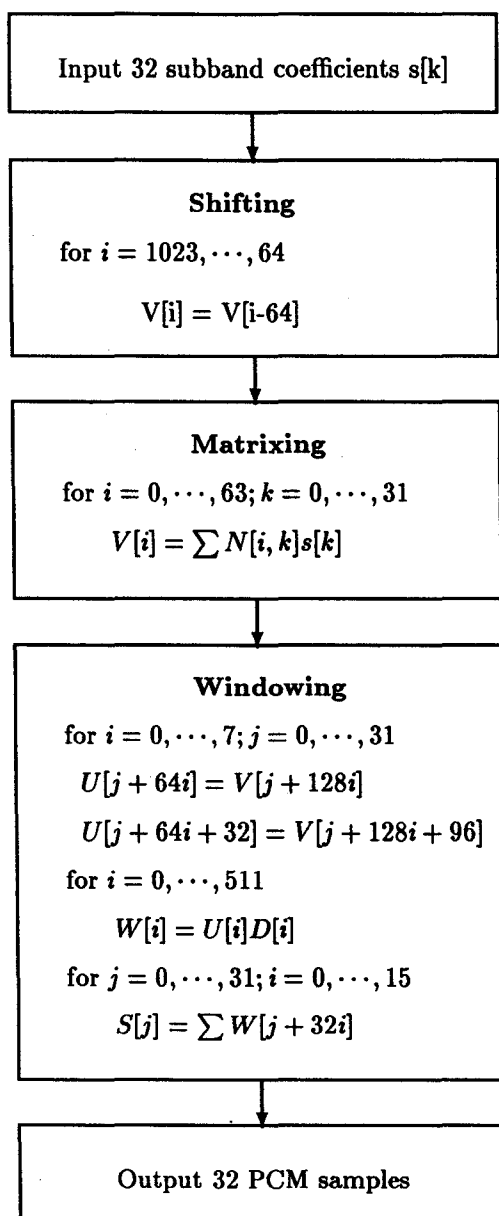 Input 32 subband coefficients s[k]
Shifting
for i = 1023, ⋯, 64
V[i] = V[i-64]
Matrixing
for i = 0, ⋯, 63; k = 0, ⋯, 31
V[i] = ∑ N[i, k]s[k]
Windowing
for i = 0, ⋯, 7; j = 0, ⋯, 31
U[j + 64i] = V[j + 128i]
U[j + 64i + 32] = V[j + 128i + 96]
for i = 0, ⋯, 511
W[i] = U[i]D[i]
for j = 0, ⋯, 31; i = 0, ⋯, 15
S[j] = ∑ W[j + 32i]
Output 32 PCM samples